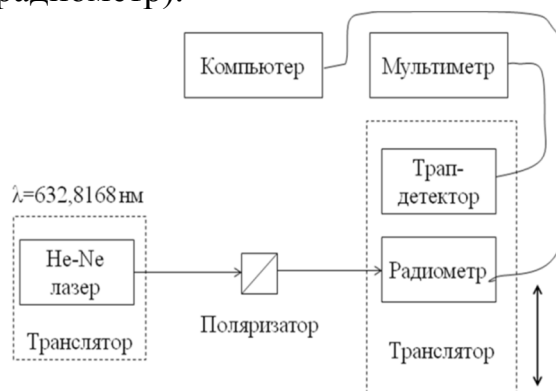 радиометр).
Компьютер
Мультиметр
Трап-
детектор
λ=632,8168 нм
He-Ne
лазер
Радиометр
Поляризатор
Транслятор
Транслятор